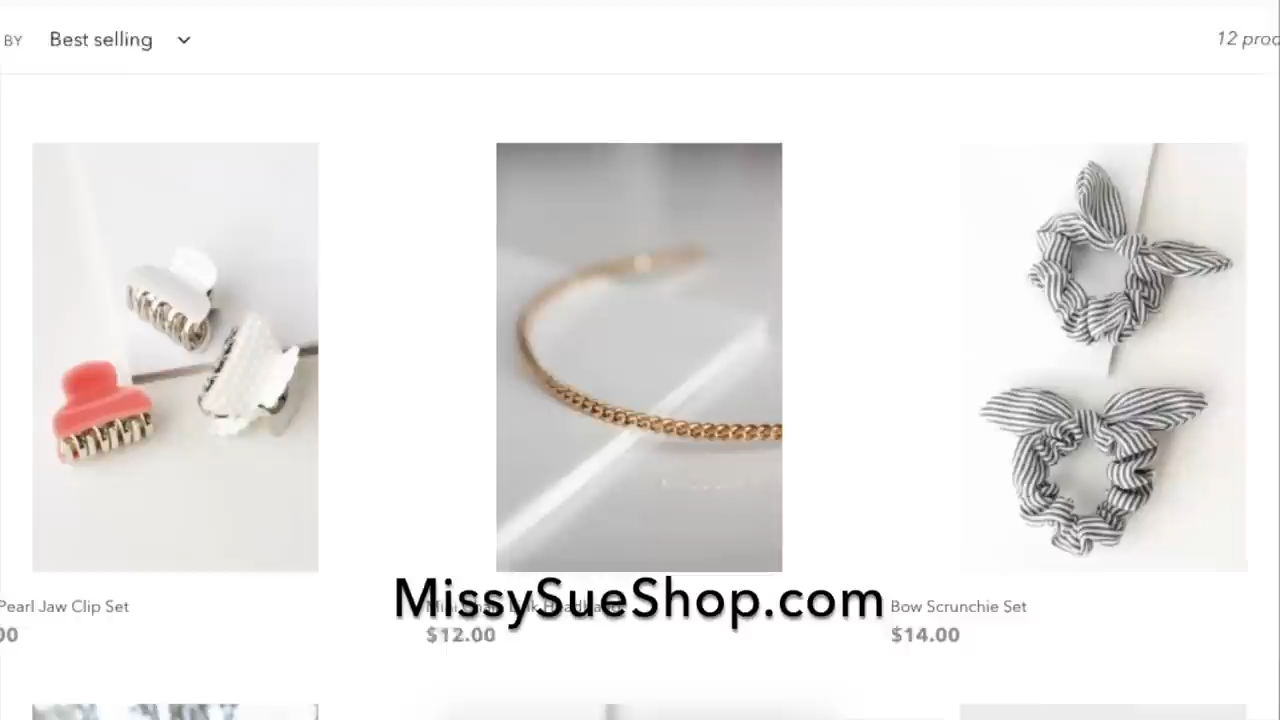 BY Best selling
12 proc
Pearl Jaw Clip Set
Bow Scrunchie Set
MissySueShop.com
00
$12.00
$14.00